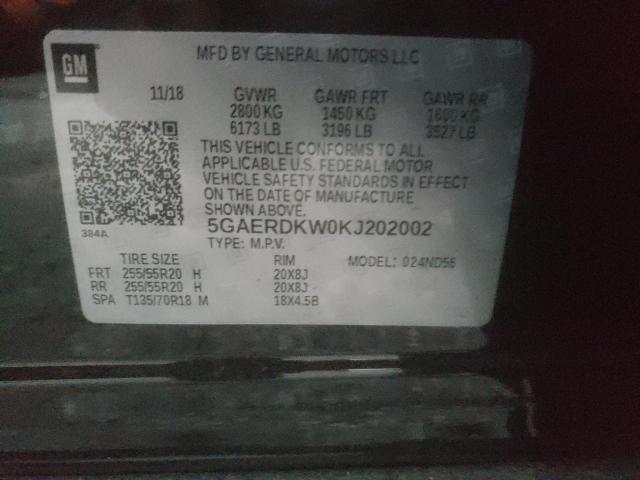 GM
MFD BY GENERAL MOTORS LLC
11/18 GVWR GAWR FRT GAWR RR
2800 KG 1450 KG 1600 KG
6173 LB 3196 LB 3527 LB
THIS VEHICLE CONFORMS TO ALL
APPLICABLE U.S. FEDERAL MOTOR
VEHICLE SAFETY STANDARDS IN EFFECT
ON THE DATE OF MANUFACTURE
SHOWN ABOVE.
384A
5GAERDKW0KJ202002
TYPE: M.P.V.
TIRE SIZE RIM MODEL:
FRT 255/55R20 H 20X8J
RR 255/55R20 H 20X8J
SPA T135/70R18 M 18X4.5B